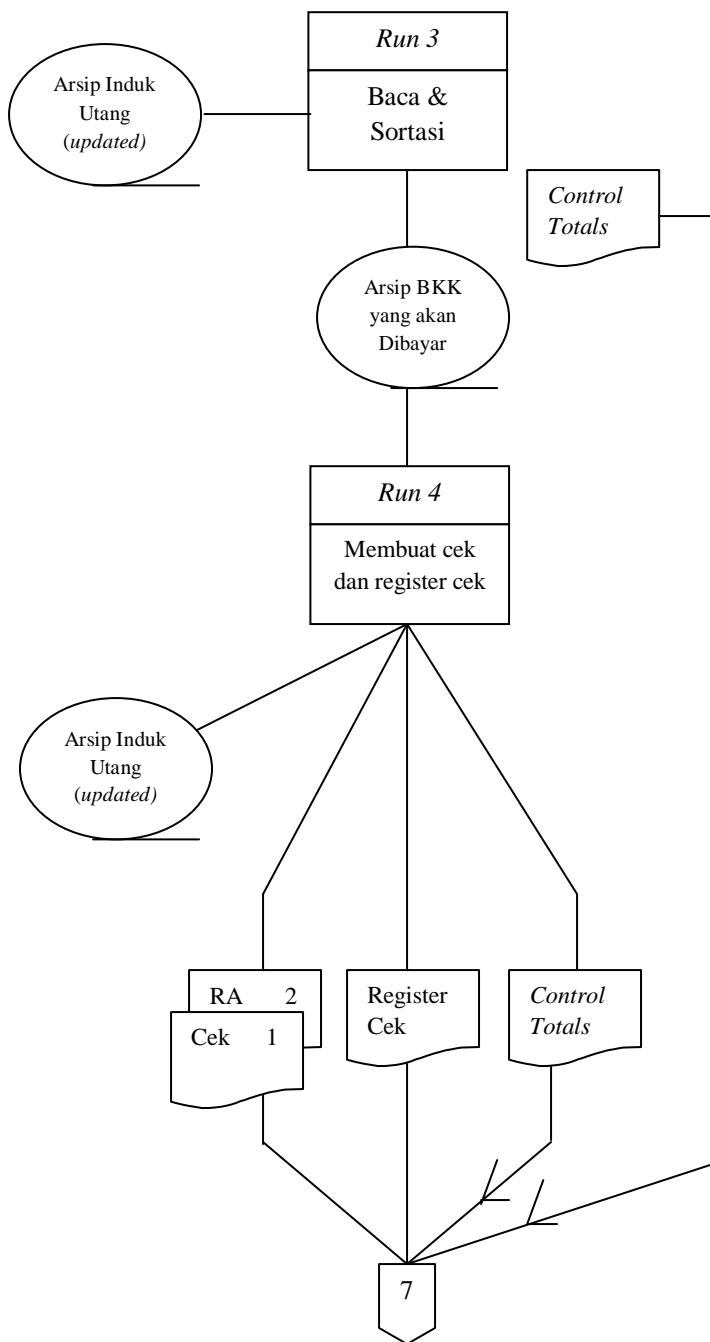 Run 3
Arsip Induk
Utang
(updated)
Baca &
Sortasi
Control
Totals
Arsip BKK
yang akan
Dibayar
Run 4
Membuat cek
dan register cek
Arsip Induk
Utang
(updated)
RA 2
Cek 1
Register
Cek
Control
Totals
7